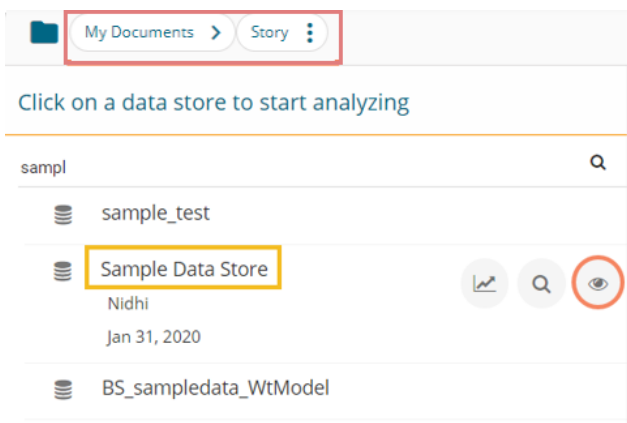 My Documents
Story
Click on a data store to start analyzing
sampl
sample_test
Sample Data Store
Nidhi
Jan 31, 2020
BS_sampledata_WtModel